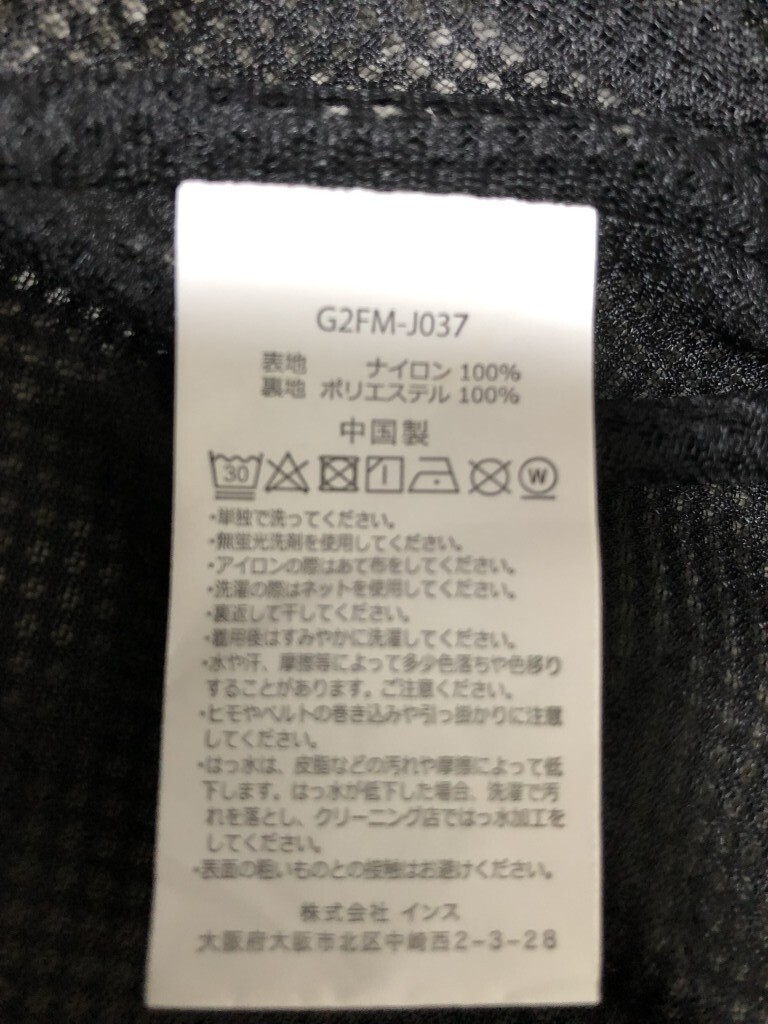 G2FM-J037
表地 ナイロン 100%
裏地 ポリエステル 100%
中国製
30 W
・単独で洗ってください。
・無蛍光洗剤を使用してください。
・アイロンの際はあて布をしてください。
・洗濯の際はネットを使用してください。
・裏返して干してください。
・着用後はすみやかに洗濯してください。
・水や汗、摩擦等によって多少色落ちや色移り
することがあります。ご注意ください。
・ヒモやベルトの巻き込みや引っ掛かりに注意
してください。
・はっ水は、皮脂などの汚れや摩擦によって低
下します。はっ水が低下した場合、洗濯で汚
れを落とし、クリーニング店ではっ水加工を
してください。
・表面の粗いものとの接触はお避けください。
株式会社 インス
大阪府大阪市北区中崎西2-3-28